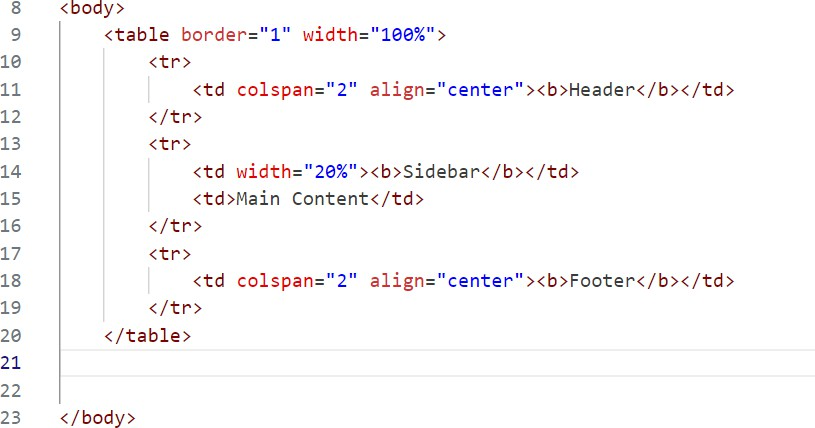 8 <body>
9 <table border="1" width="100%">
10 <tr>
11 <td colspan="2" align="center"><b>Header</b></td>
12 </tr>
13 <tr>
14 <td width="20%"><b>Sidebar</b></td>
15 <td>Main Content</td>
16 </tr>
17 <tr>
18 <td colspan="2" align="center"><b>Footer</b></td>
19 </tr>
20 </table>
21
22
23 </body>